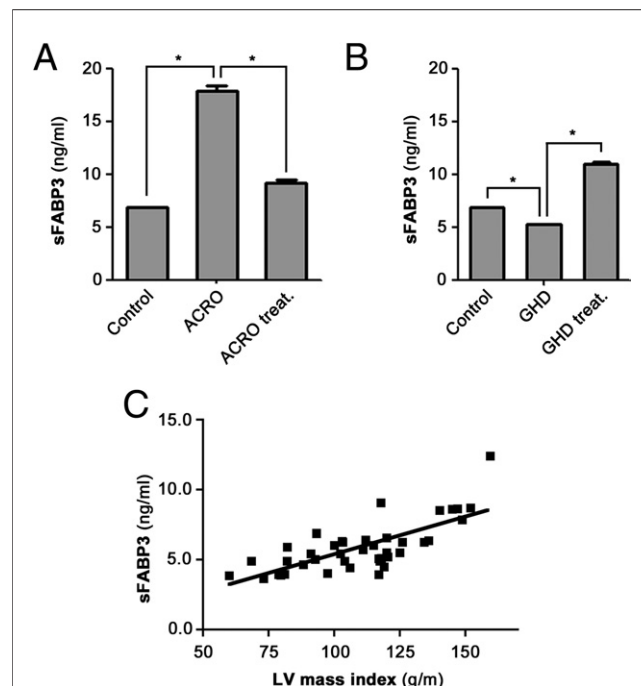 A
sFABP3 (ng/ml)
20
15
10
5
0
*
*
Control
ACRO
ACRO treat.
B
sFABP3 (ng/ml)
20
15
10
5
0
*
*
Control
GHD
GHD treat.
C
sFABP3 (ng/ml)
15.0
10.0
5.0
0.0
50
75
100
125
150
LV mass index (g/m)